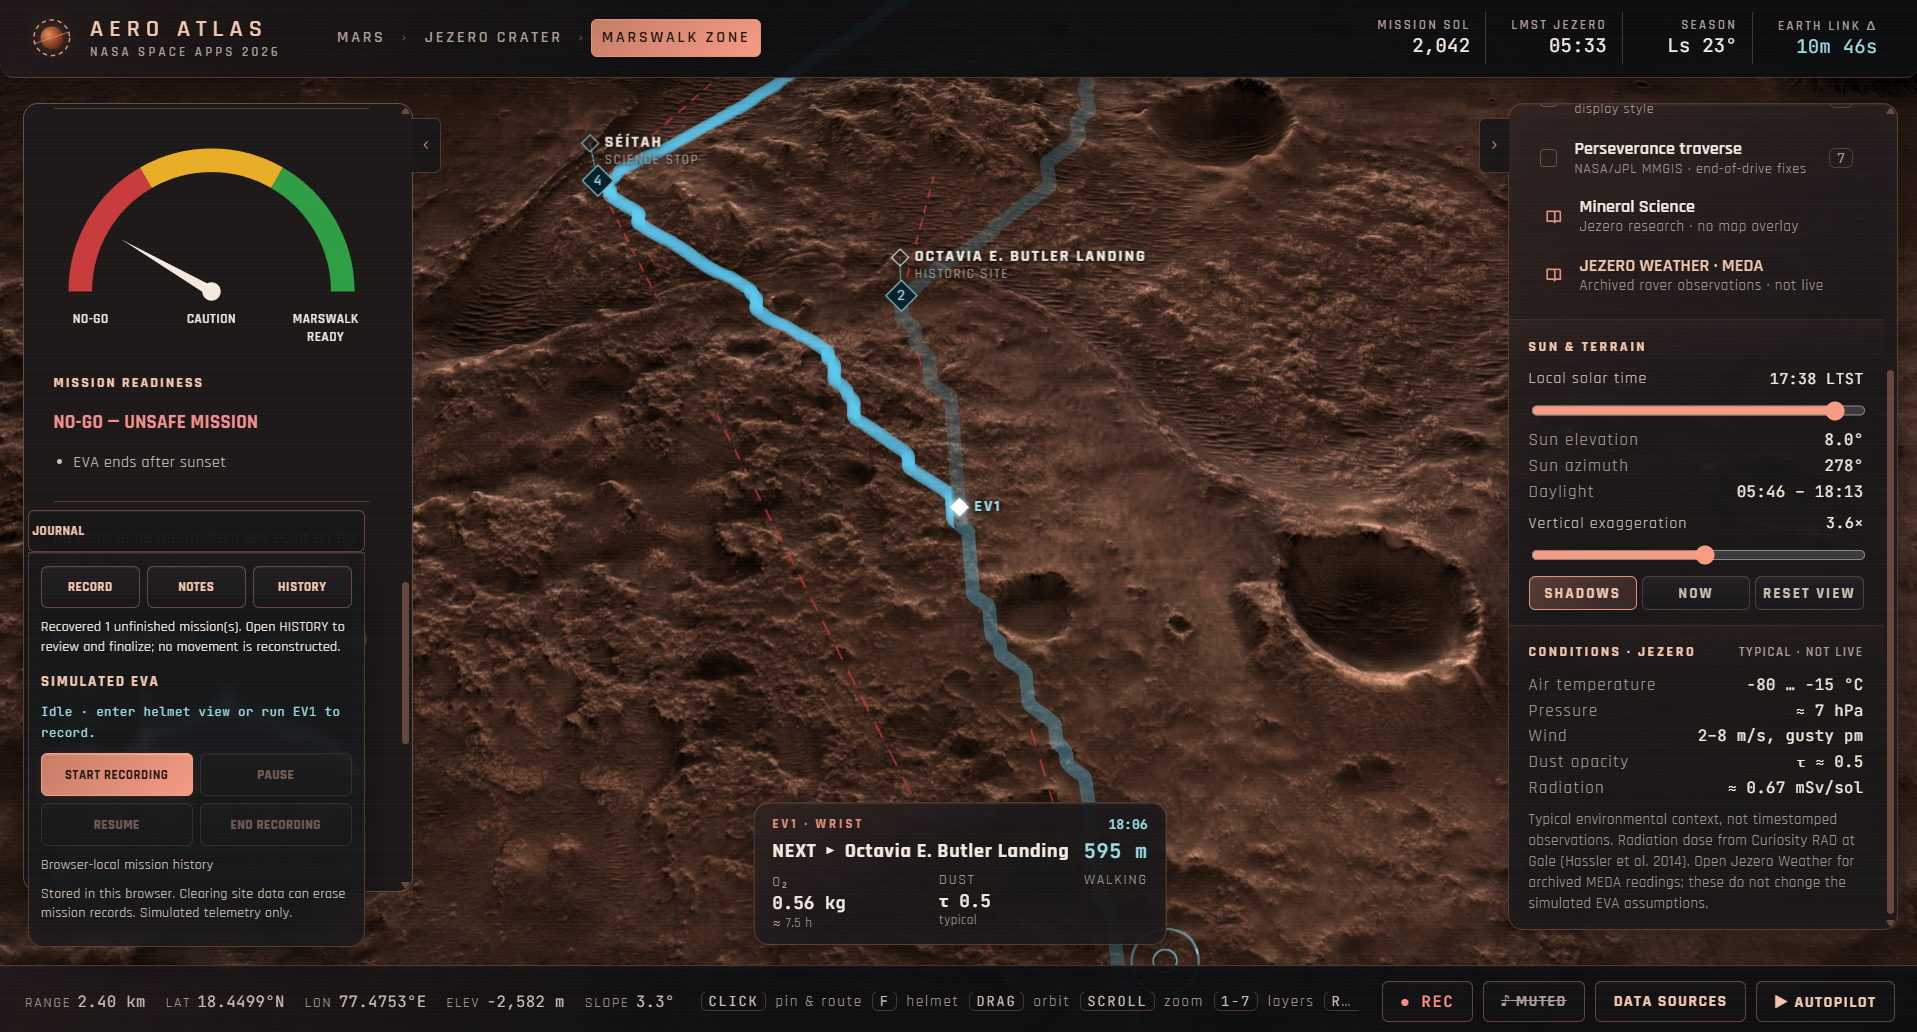 AERO ATLAS
NASA SPACE APPS 2026
MARS › JEZERO CRATER › MARSWALK ZONE
MISSION SOL
2,042
LMST JEZERO
05:33
SEASON
Ls 23°
EARTH LINK Δ
10m 46s
NO-GO
CAUTION
MARSWALK
READY
MISSION READINESS
NO-GO — UNSAFE MISSION
• EVA ends after sunset
JOURNAL
RECORD NOTES HISTORY
Recovered 1 unfinished mission(s). Open HISTORY to
review and finalize; no movement is reconstructed.
SIMULATED EVA
Idle · enter helmet view or run EV1 to
record.
START RECORDING PAUSE
RESUME END RECORDING
Browser-local mission history
Stored in this browser. Clearing site data can erase
mission records. Simulated telemetry only.
SÉÍTAH
SCIENCE STOP
4
OCTAVIA E. BUTLER LANDING
HISTORIC SITE
2
EV1
EV1 · WRIST 18:06
NEXT ▸ Octavia E. Butler Landing 595 m
O₂ DUST WALKING
0.56 kg τ 0.5
≈ 7.5 h typical
display style
Perseverance traverse 7
NASA/JPL MMGIS · end-of-drive fixes
Mineral Science
Jezero research · no map overlay
JEZERO WEATHER · MEDA
Archived rover observations · not live
SUN & TERRAIN
Local solar time 17:38 LTST
Sun elevation 8.0°
Sun azimuth 278°
Daylight 05:46 – 18:13
Vertical exaggeration 3.6×
SHADOWS NOW RESET VIEW
CONDITIONS · JEZERO TYPICAL · NOT LIVE
Air temperature -80 … -15 °C
Pressure ≈ 7 hPa
Wind 2–8 m/s, gusty pm
Dust opacity τ ≈ 0.5
Radiation ≈ 0.67 mSv/sol
Typical environmental context, not timestamped
observations. Radiation dose from Curiosity RAD at
Gale (Hassler et al. 2014). Open Jezero Weather for
archived MEDA readings; these do not change the
simulated EVA assumptions.
RANGE 2.40 km LAT 18.4499°N LON 77.4753°E ELEV -2,582 m SLOPE 3.3° CLICK pin & route F helmet DRAG orbit SCROLL zoom 1-7 layers R…
● REC ♪ MUTED DATA SOURCES ▶ AUTOPILOT